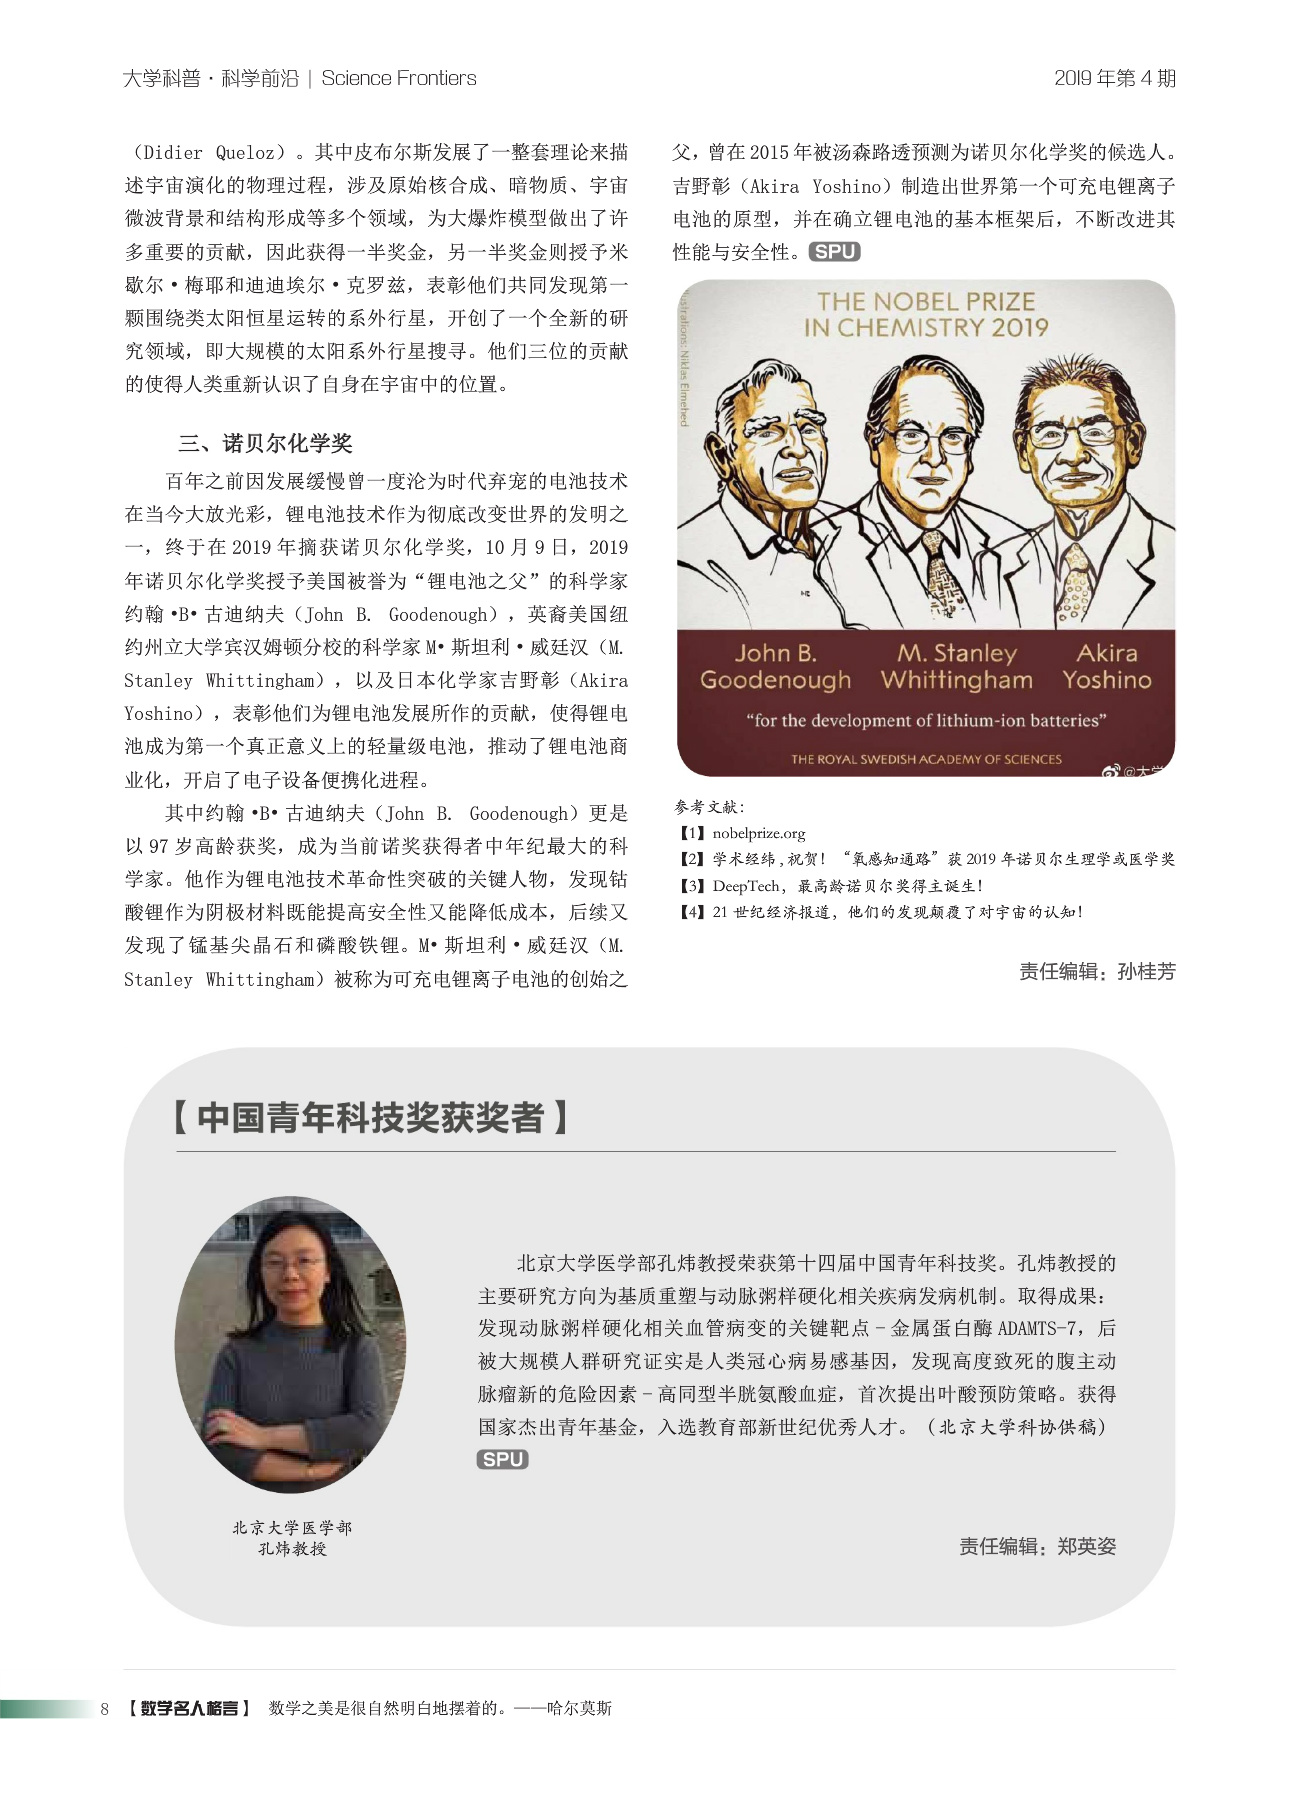 大学科普·科学前沿 | Science Frontiers
2019 年第 4 期
（Didier Queloz）。其中皮布尔斯发展了一整套理论来描
述宇宙演化的物理过程，涉及原始核合成、暗物质、宇宙
微波背景和结构形成等多个领域，为大爆炸模型做出了许
多重要的贡献，因此获得一半奖金，另一半奖金则授予米
歇尔·梅耶和迪迪埃尔·克罗兹，表彰他们共同发现第一
颗围绕类太阳恒星运转的系外行星，开创了一个全新的研
究领域，即大规模的太阳系外行星搜寻。他们三位的贡献
的使得人类重新认识了自身在宇宙中的位置。
三、诺贝尔化学奖
百年之前因发展缓慢曾一度沦为时代弃宠的电池技术
在当今大放光彩，锂电池技术作为彻底改变世界的发明之
一，终于在 2019 年摘获诺贝尔化学奖，10 月 9 日，2019
年诺贝尔化学奖授予美国被誉为“锂电池之父”的科学家
约翰·B·古迪纳夫（John B. Goodenough），英裔美国纽
约州立大学宾汉姆顿分校的科学家 M·斯坦利·威廷汉（M.
Stanley Whittingham），以及日本化学家吉野彰（Akira
Yoshino），表彰他们为锂电池发展所作的贡献，使得锂电
池成为第一个真正意义上的轻量级电池，推动了锂电池商
业化，开启了电子设备便携化进程。
其中约翰·B·古迪纳夫（John B. Goodenough）更是
以 97 岁高龄获奖，成为当前诺奖获得者中年纪最大的科
学家。他作为锂电池技术革命性突破的关键人物，发现钴
酸锂作为阴极材料既能提高安全性又能降低成本，后续又
发现了锰基尖晶石和磷酸铁锂。M·斯坦利·威廷汉（M.
Stanley Whittingham）被称为可充电锂离子电池的创始之
父，曾在 2015 年被汤森路透预测为诺贝尔化学奖的候选人。
吉野彰（Akira Yoshino）制造出世界第一个可充电锂离子
电池的原型，并在确立锂电池的基本框架后，不断改进其
性能与安全性。SPU
THE NOBEL PRIZE
IN CHEMISTRY 2019
Niklas Elmehed
John B. Goodenough
M. Stanley Whittingham
Akira Yoshino
“for the development of lithium-ion batteries”
THE ROYAL SWEDISH ACADEMY OF SCIENCES
@大学
参考文献：
【1】nobelprize.org
【2】学术经纬,祝贺！“氧感知通路”获 2019 年诺贝尔生理学或医学奖
【3】DeepTech，最高龄诺贝尔奖得主诞生！
【4】21 世纪经济报道，他们的发现颠覆了对宇宙的认知！
责任编辑：孙桂芳
【中国青年科技奖获奖者】
北京大学医学部孔炜教授荣获第十四届中国青年科技奖。孔炜教授的
主要研究方向为基质重塑与动脉粥样硬化相关疾病发病机制。取得成果：
发现动脉粥样硬化相关血管病变的关键靶点－金属蛋白酶 ADAMTS-7，后
被大规模人群研究证实是人类冠心病易感基因，发现高度致死的腹主动
脉瘤新的危险因素－高同型半胱氨酸血症，首次提出叶酸预防策略。获得
国家杰出青年基金，入选教育部新世纪优秀人才。（北京大学科协供稿）
SPU
北京大学医学部
孔炜教授
责任编辑：郑英姿
8 【数学名人格言】 数学之美是很自然明白地摆着的。——哈尔莫斯